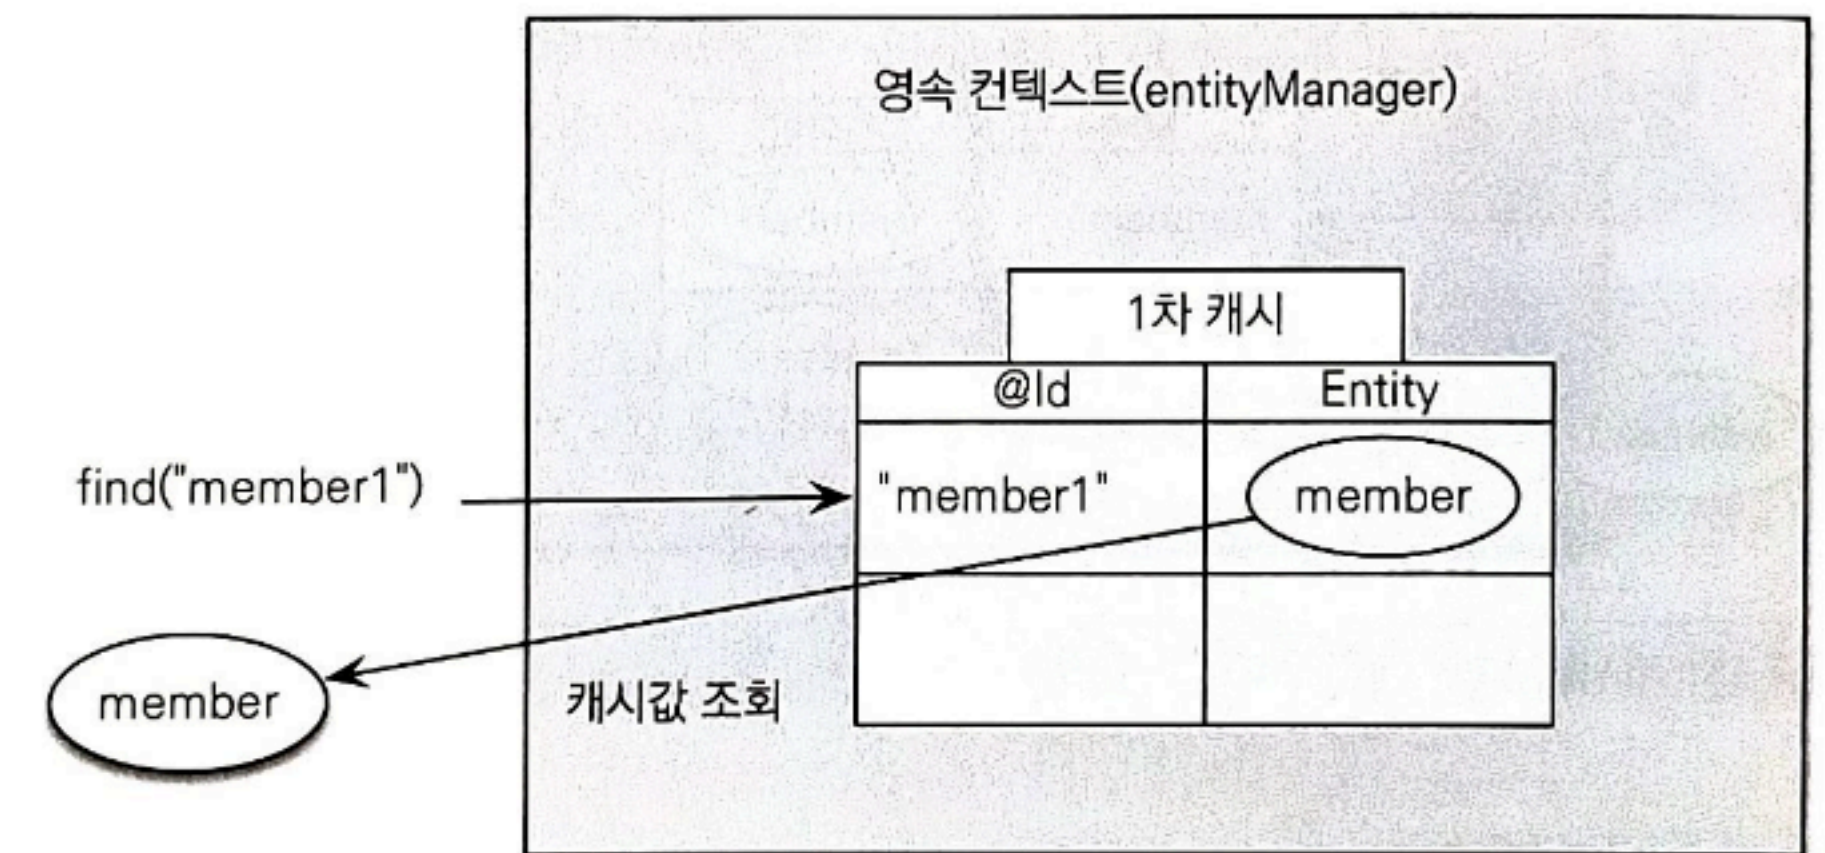 영속 컨텍스트(entityManager)
1차 캐시
@Id Entity
find("member1") "member1" member
member 캐시값 조회